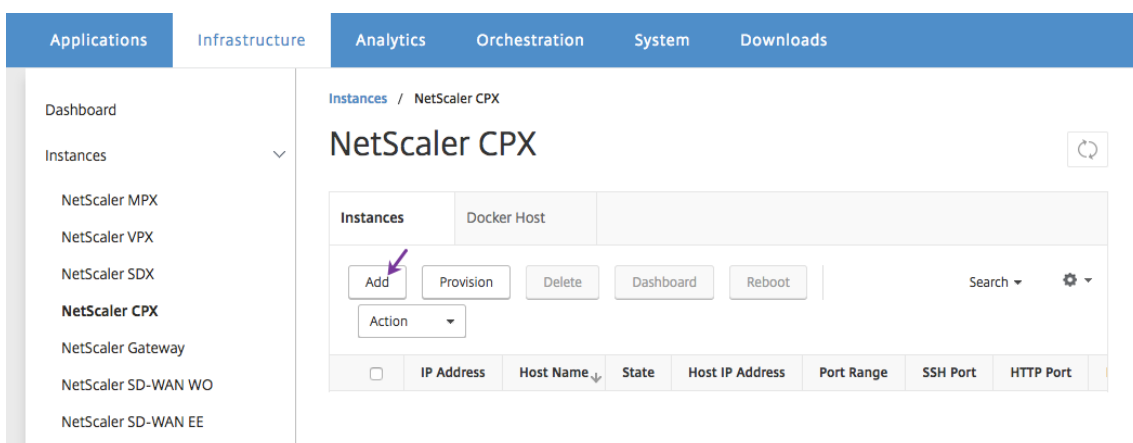 Applications Infrastructure Analytics Orchestration System Downloads
Dashboard
Instances
NetScaler MPX
NetScaler VPX
NetScaler SDX
NetScaler CPX
NetScaler Gateway
NetScaler SD-WAN WO
NetScaler SD-WAN EE
Instances / NetScaler CPX
NetScaler CPX
Instances Docker Host
Add Provision Delete Dashboard Reboot Search
Action
IP Address Host Name State Host IP Address Port Range SSH Port HTTP Port